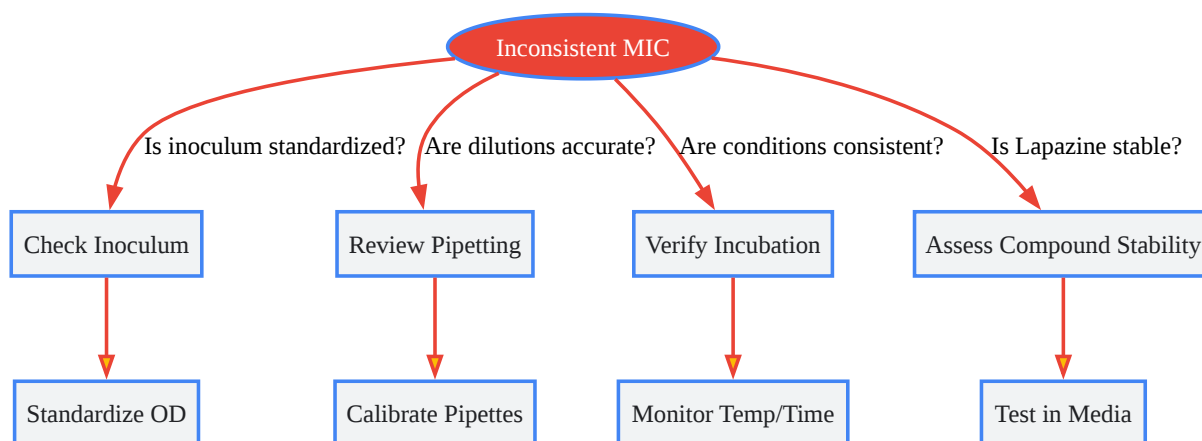 Inconsistent MIC
Is inoculum standardized?
Are dilutions accurate?
Are conditions consistent?
Is Lapazine stable?
Check Inoculum
Review Pipetting
Verify Incubation
Assess Compound Stability
Standardize OD
Calibrate Pipettes
Monitor Temp/Time
Test in Media